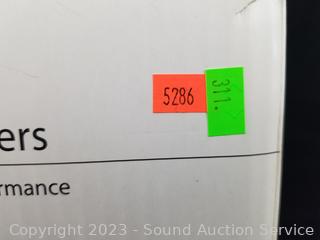 5286
311.
ers
rmance
Copyright 2023 - Sound Auction Service